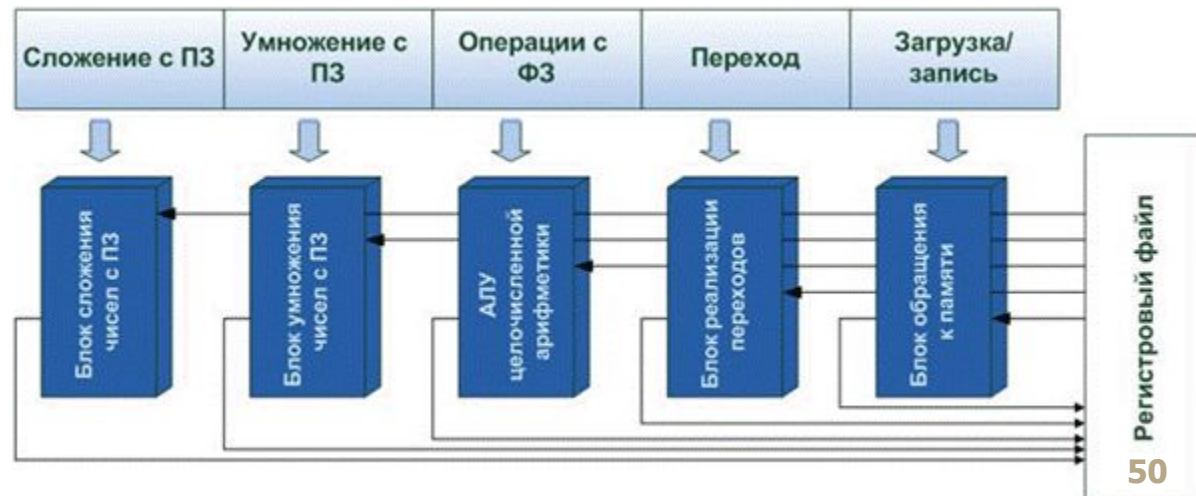 Сложение с ПЗ
Умножение с
ПЗ
Операции с
ФЗ
Переход
Загрузка/
запись
Блок сложения
чисел с ПЗ
Блок умножения
чисел с ПЗ
АЛУ
целочисленной
арифметики
Блок реализации
переходов
Блок обращения
к памяти
Регистровый файл
50